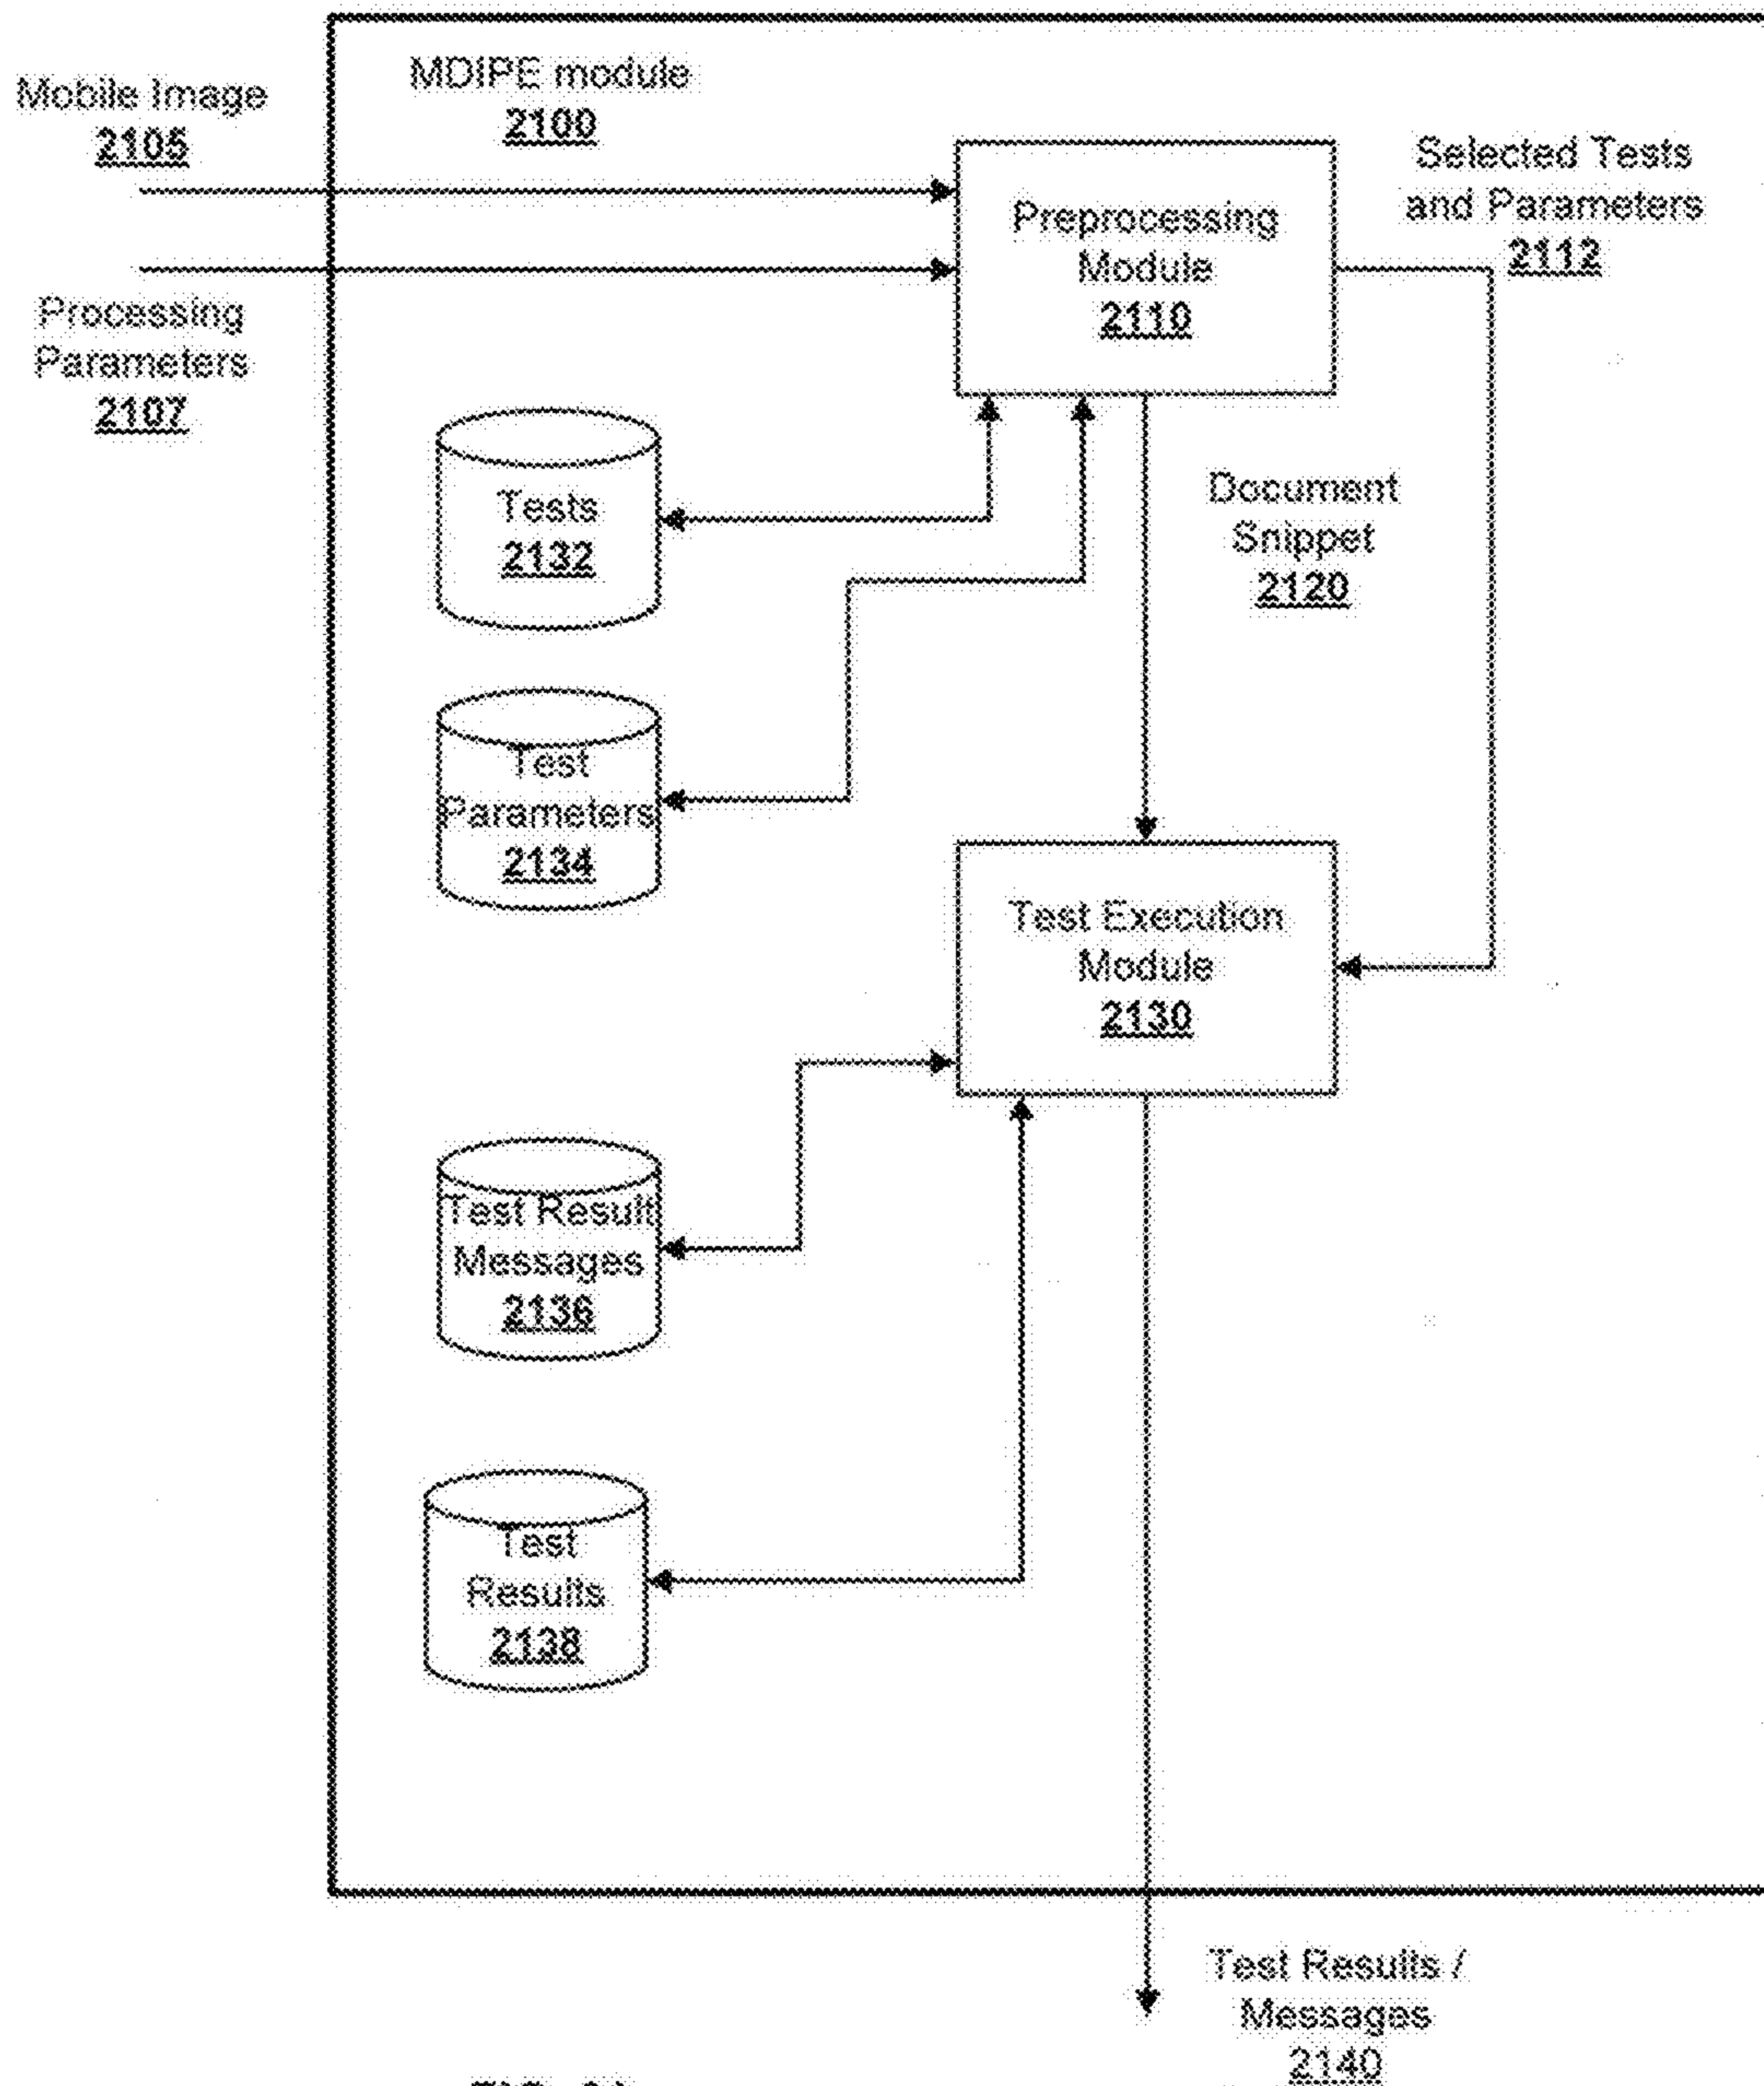 Mobile Image
2105
MDIPE module
2100
Selected Tests
and Parameters
2112
Preprocessing
Module
2110
Processing
Parameters
2107
Tests
2132
Document
Snippet
2120
Test
Parameters
2134
Test Execution
Module
2130
Test Result
Messages
2136
Test
Results
2138
Test Results /
Messages
2140